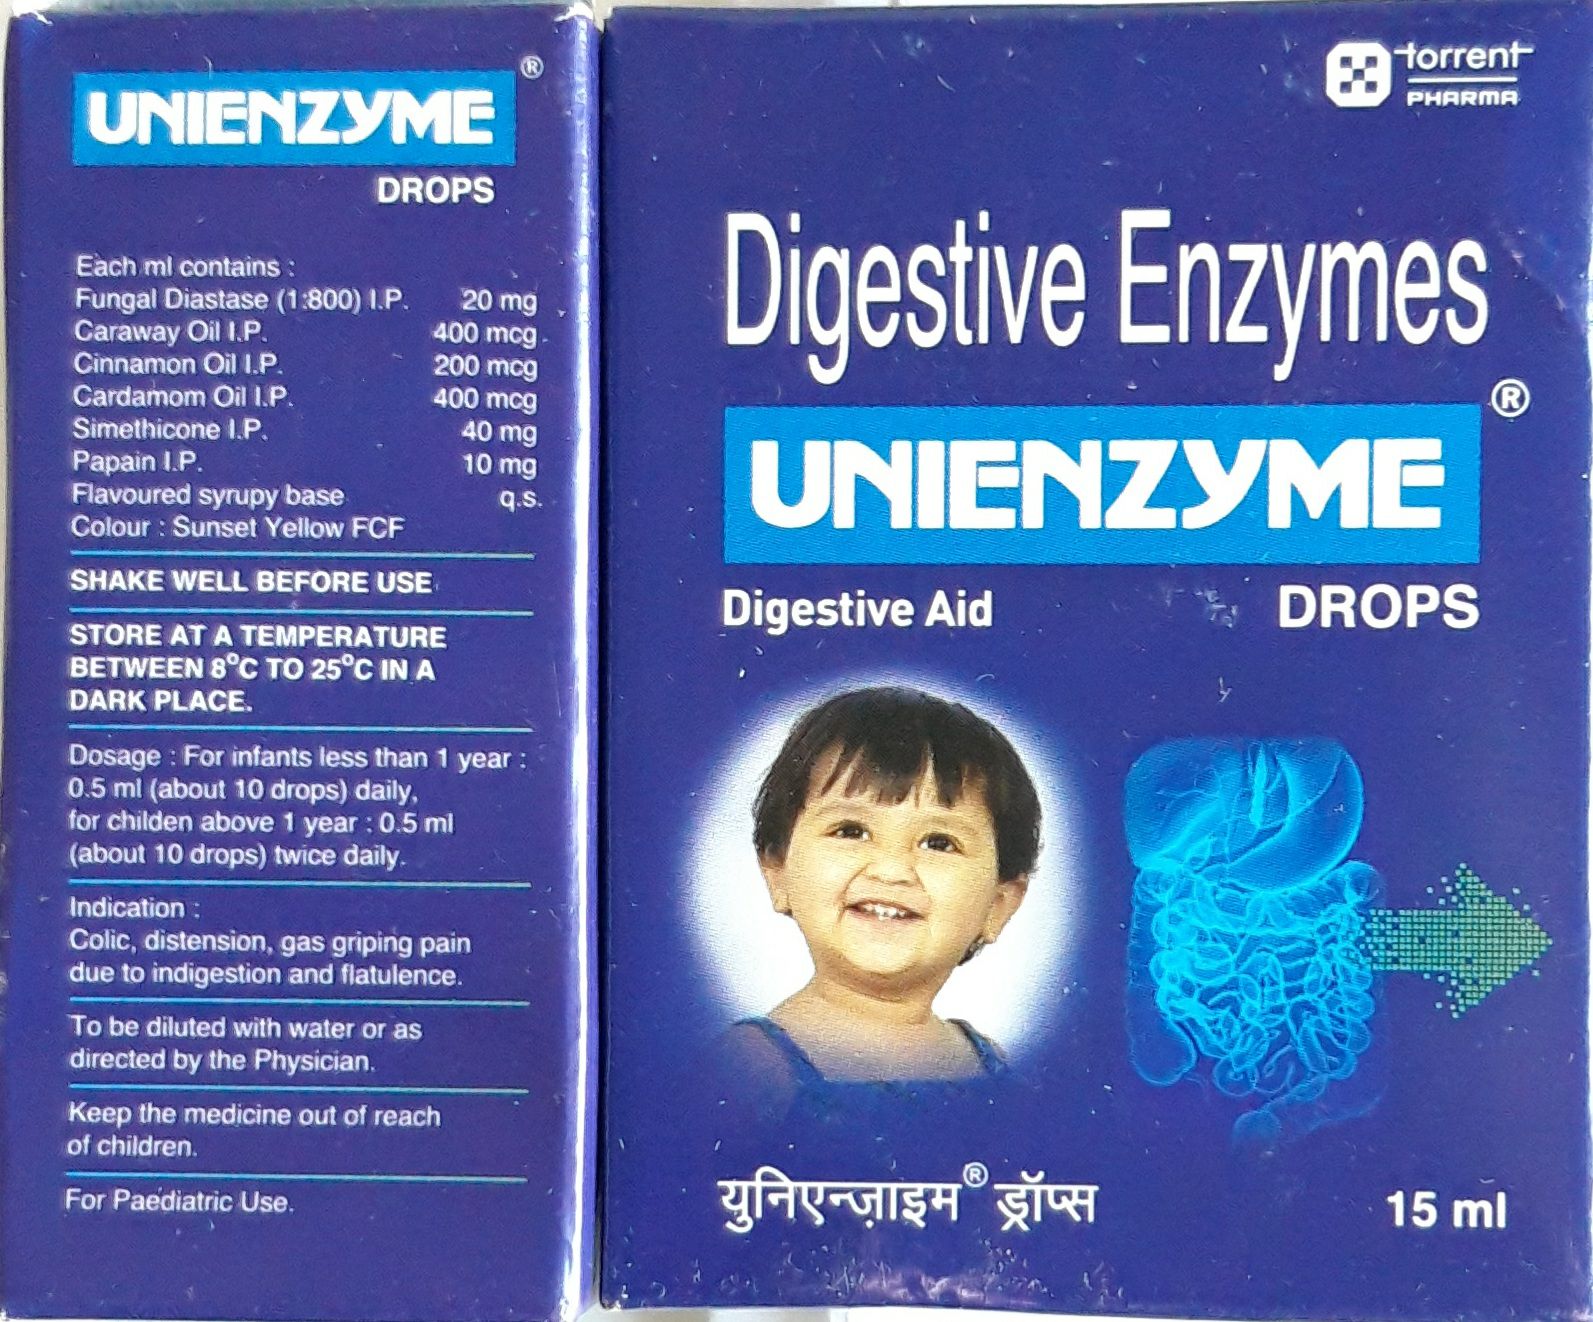 UNIENZYME®
DROPS
Each ml contains :
Fungal Diastase (1:800) I.P. 20 mg
Caraway Oil I.P. 400 mcg
Cinnamon Oil I.P. 200 mcg
Cardamom Oil I.P. 400 mcg
Simethicone I.P. 40 mg
Papain I.P. 10 mg
Flavoured syrupy base q.s.
Colour : Sunset Yellow FCF
SHAKE WELL BEFORE USE
STORE AT A TEMPERATURE
BETWEEN 8°C TO 25°C IN A
DARK PLACE.
Dosage : For infants less than 1 year :
0.5 ml (about 10 drops) daily,
for childen above 1 year : 0.5 ml
(about 10 drops) twice daily.
Indication :
Colic, distension, gas griping pain
due to indigestion and flatulence.
To be diluted with water or as
directed by the Physician.
Keep the medicine out of reach
of children.
For Paediatric Use.
torrent
PHARMA
Digestive Enzymes
UNIENZYME®
Digestive Aid DROPS
युनिएन्ज़ाइम® ड्रॉप्स 15 ml